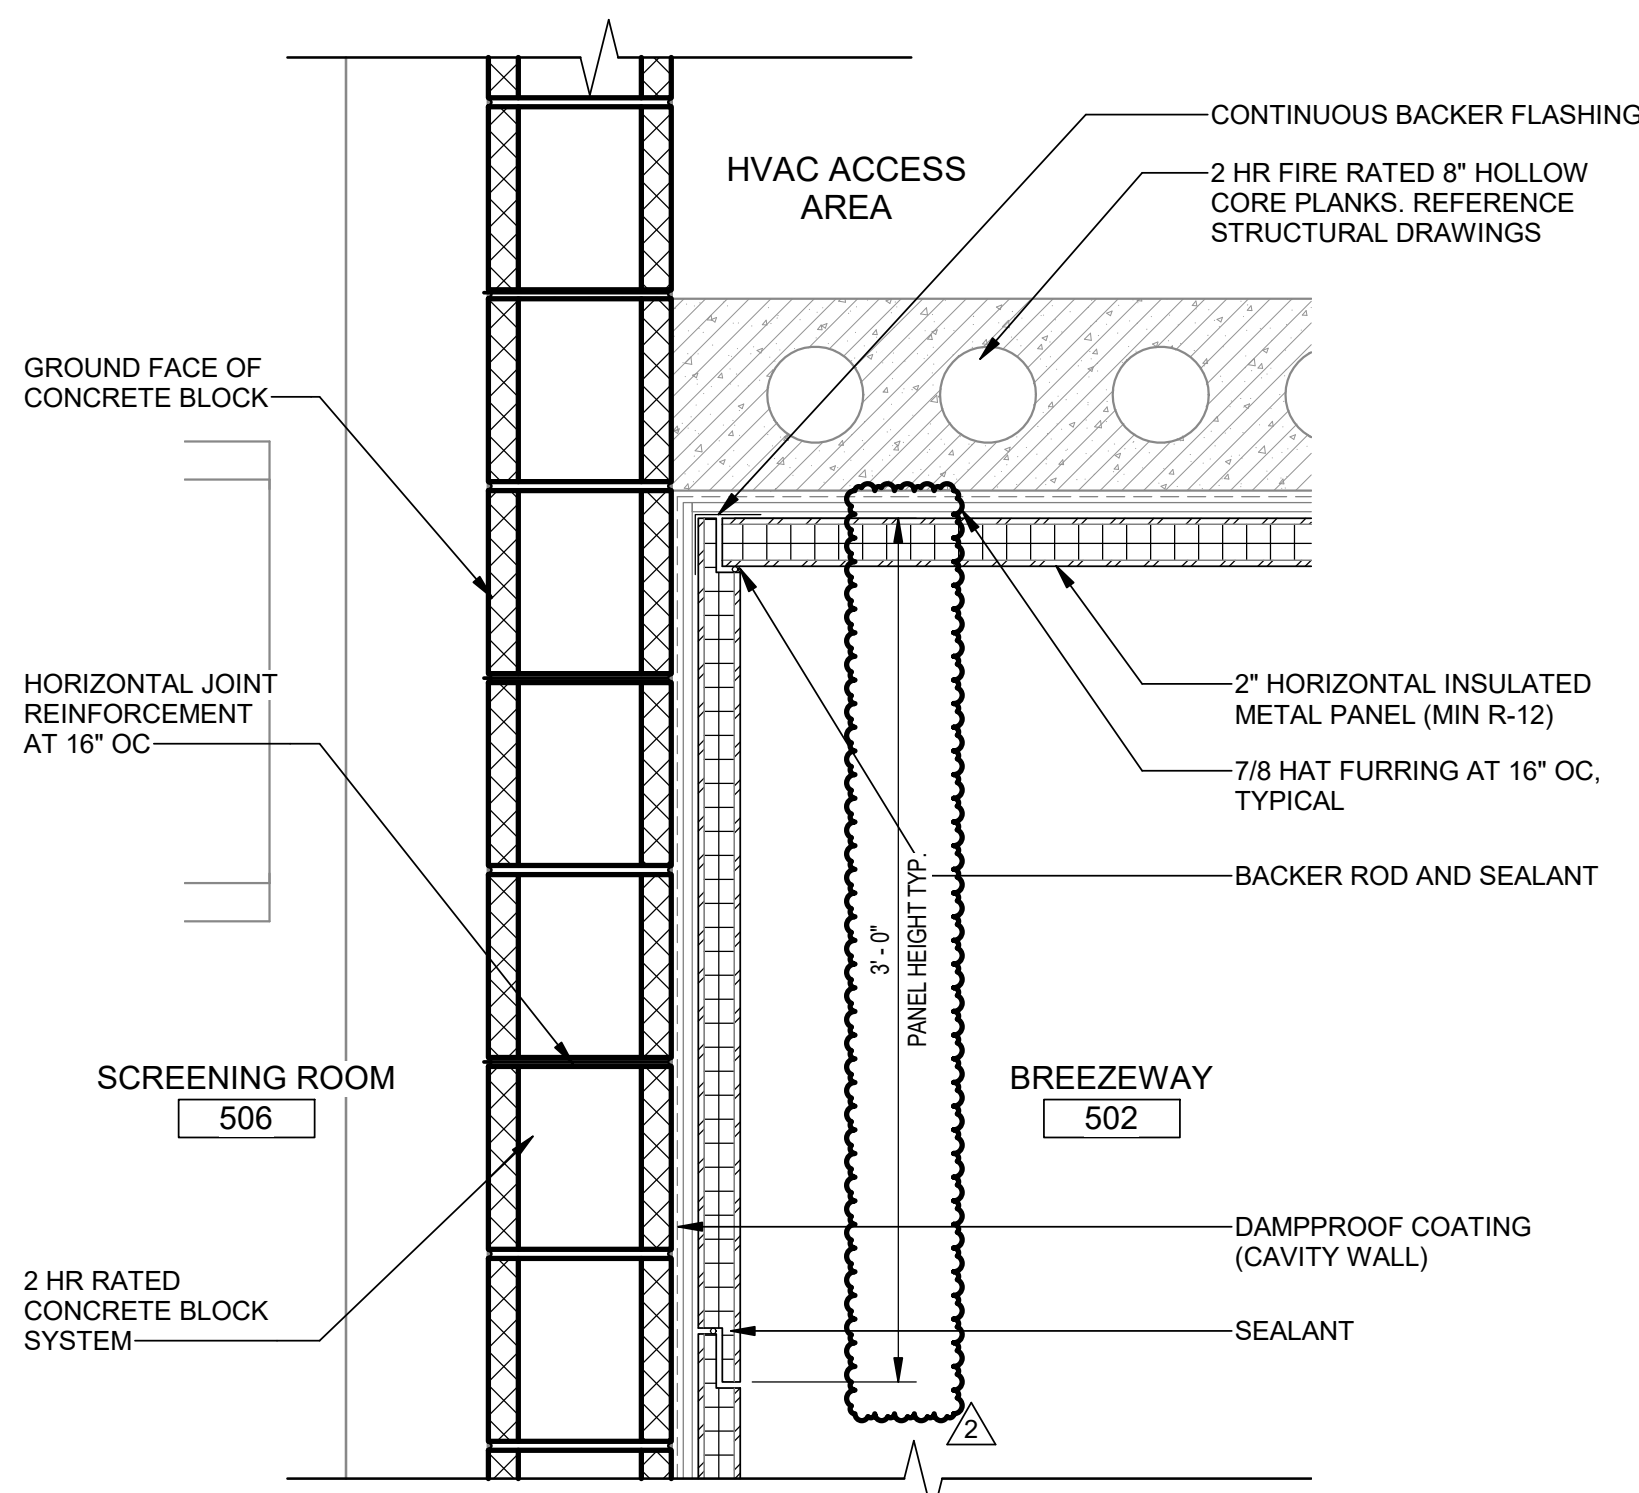 CONTINUOUS BACKER FLASHING
HVAC ACCESS
AREA
2 HR FIRE RATED 8" HOLLOW
CORE PLANKS. REFERENCE
STRUCTURAL DRAWINGS
GROUND FACE OF
CONCRETE BLOCK
HORIZONTAL JOINT
REINFORCEMENT
AT 16" OC
2" HORIZONTAL INSULATED
METAL PANEL (MIN R-12)
7/8 HAT FURRING AT 16" OC,
TYPICAL
BACKER ROD AND SEALANT
3' - 0"
PANEL HEIGHT TYP.
SCREENING ROOM
506
BREEZEWAY
502
DAMPPROOF COATING
(CAVITY WALL)
2 HR RATED
CONCRETE BLOCK
SYSTEM
SEALANT
2